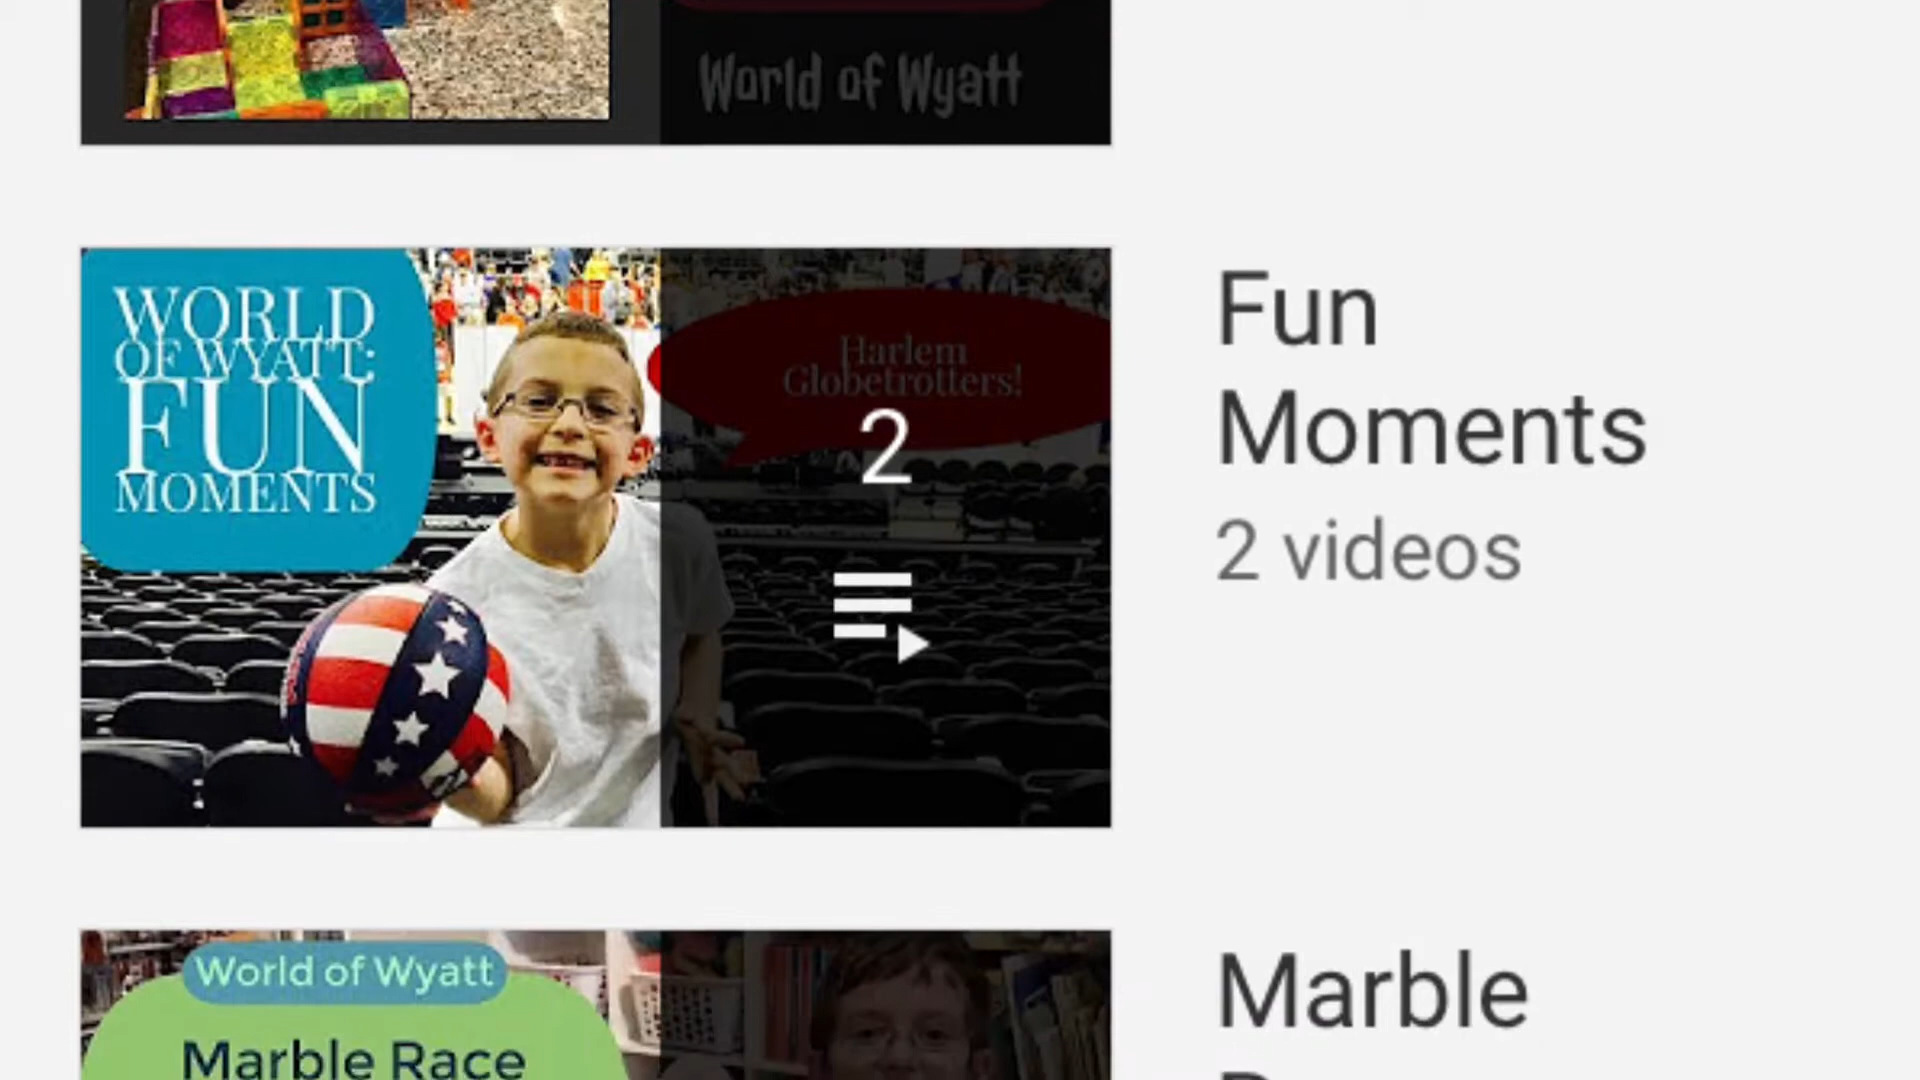 World of Wyatt
WORLD
OF WYATT:
FUN
MOMENTS
Harlem
Globetrotters!
2
Fun
Moments
2 videos
World of Wyatt
Marble Race
Marble